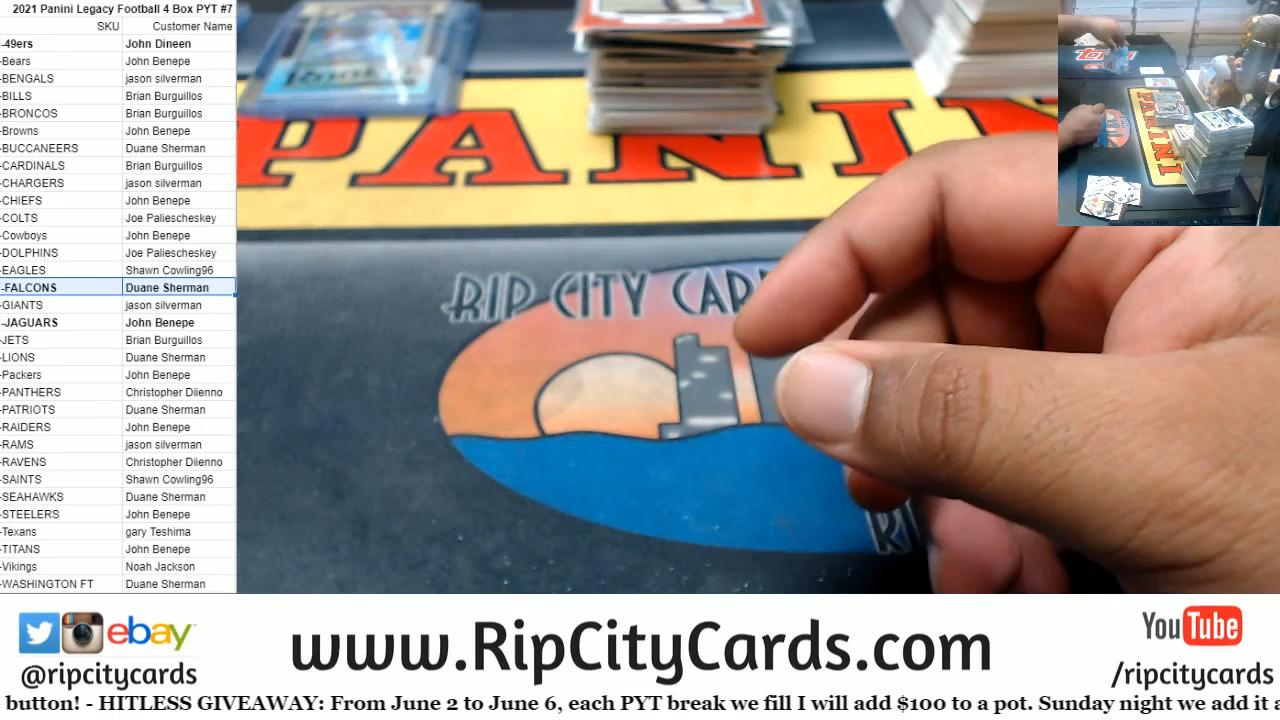 2021 Panini Legacy Football 4 Box PYT #7
SKU Customer Name
-49ers John Dineen
-Bears John Benepe
-BENGALS jason silverman
-BILLS Brian Burguillos
-BRONCOS Brian Burguillos
-Browns John Benepe
-BUCCANEERS Duane Sherman
-CARDINALS Brian Burguillos
-CHARGERS jason silverman
-CHIEFS John Benepe
-COLTS Joe Paliescheskey
-Cowboys John Benepe
-DOLPHINS Joe Paliescheskey
-EAGLES Shawn Cowling96
-FALCONS Duane Sherman
-GIANTS jason silverman
-JAGUARS John Benepe
-JETS Brian Burguillos
-LIONS Duane Sherman
-Packers John Benepe
-PANTHERS Christopher Diienno
-PATRIOTS Duane Sherman
-RAIDERS John Benepe
-RAMS jason silverman
-RAVENS Christopher Diienno
-SAINTS Shawn Cowling96
-SEAHAWKS Duane Sherman
-STEELERS John Benepe
-Texans gary Teshima
-TITANS John Benepe
-Vikings Noah Jackson
-WASHINGTON FT Duane Sherman
PANIN
RIP CITY CAR
RI
PANINI
ebay
@ripcitycards
www.RipCityCards.com
YouTube
/ripcitycards
button! - HITLESS GIVEAWAY: From June 2 to June 6, each PYT break we fill I will add $100 to a pot. Sunday night we add it a